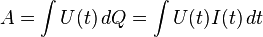 A = ∫ U(t) dQ = ∫ U(t)I(t) dt